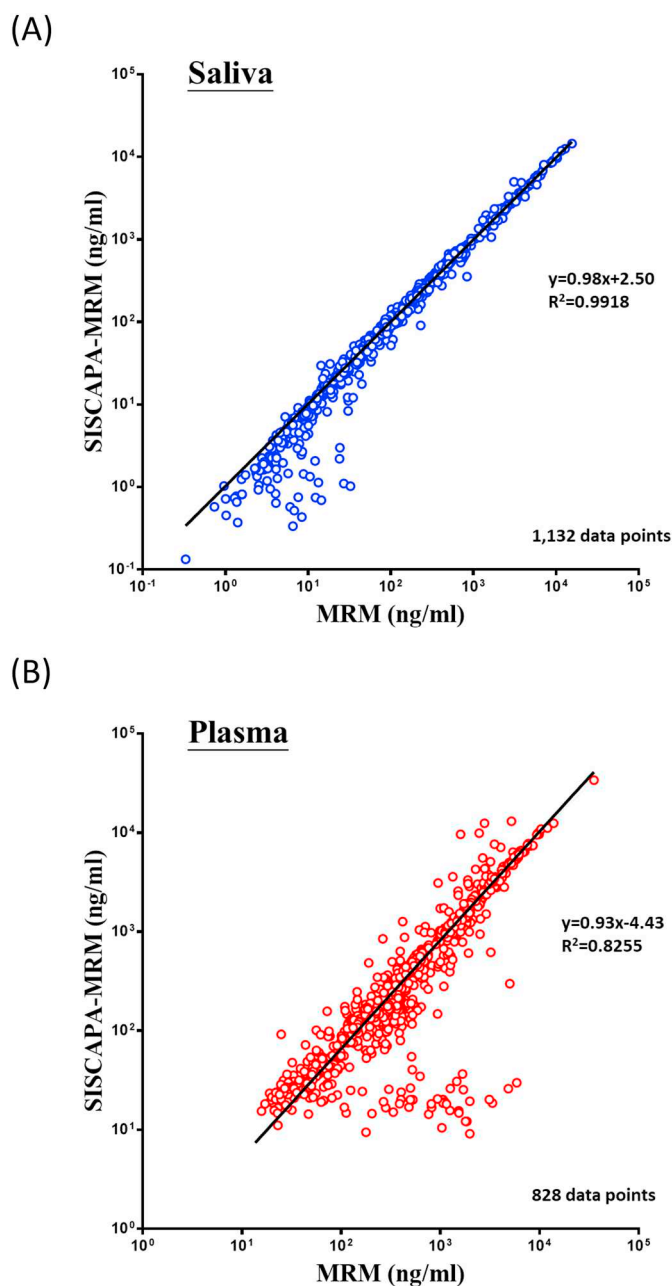 (A)
Saliva
SISCAPA-MRM (ng/ml)
10⁵
10⁴
10³
10²
10¹
10⁰
10⁻¹
y=0.98x+2.50
R²=0.9918
1,132 data points
10⁻¹ 10⁰ 10¹ 10² 10³ 10⁴ 10⁵
MRM (ng/ml)
(B)
Plasma
SISCAPA-MRM (ng/ml)
10⁵
10⁴
10³
10²
10¹
10⁰
y=0.93x-4.43
R²=0.8255
828 data points
10⁰ 10¹ 10² 10³ 10⁴ 10⁵
MRM (ng/ml)